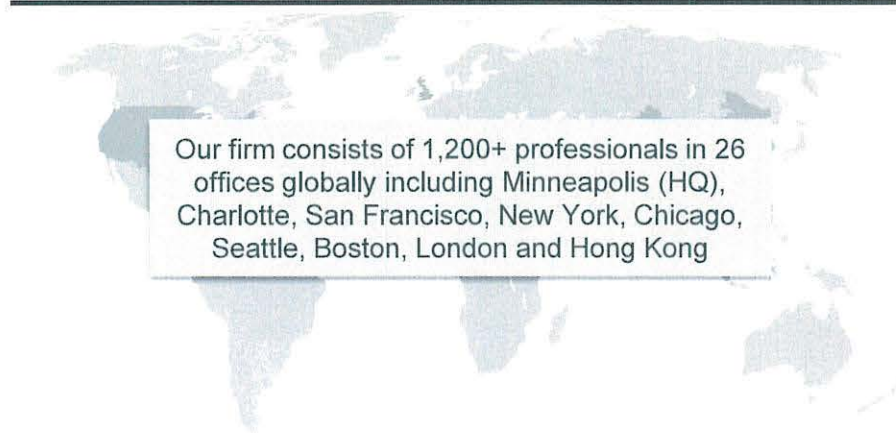 Our firm consists of 1,200+ professionals in 26
offices globally including Minneapolis (HQ),
Charlotte, San Francisco, New York, Chicago,
Seattle, Boston, London and Hong Kong